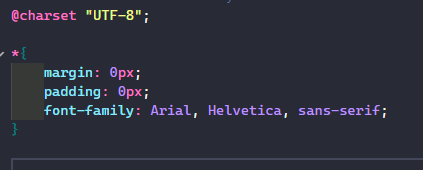 @charset "UTF-8";
*{
margin: 0px;
padding: 0px;
font-family: Arial, Helvetica, sans-serif;
}